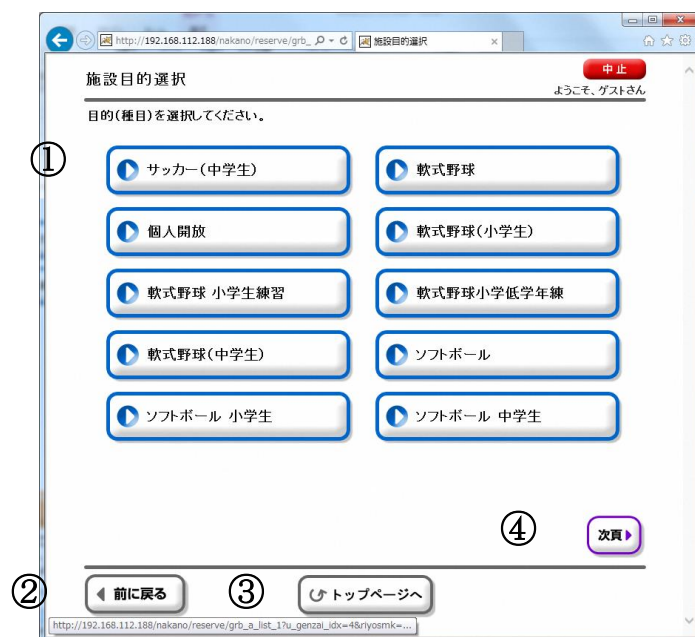 http://192.168.112.188/nakano/reserve/grb_
施設目的選択
施設目的選択
中止
ようこそ、ゲストさん
目的(種目)を選択してください。
①
サッカー(中学生)
軟式野球
個人開放
軟式野球(小学生)
軟式野球 小学生練習
軟式野球小学低学年練
軟式野球(中学生)
ソフトボール
ソフトボール 小学生
ソフトボール 中学生
④
次頁
②
前に戻る
③
トップページへ
http://192.168.112.188/nakano/reserve/grb_a_list_1?u_genzai_idx=4&riyosmk=...